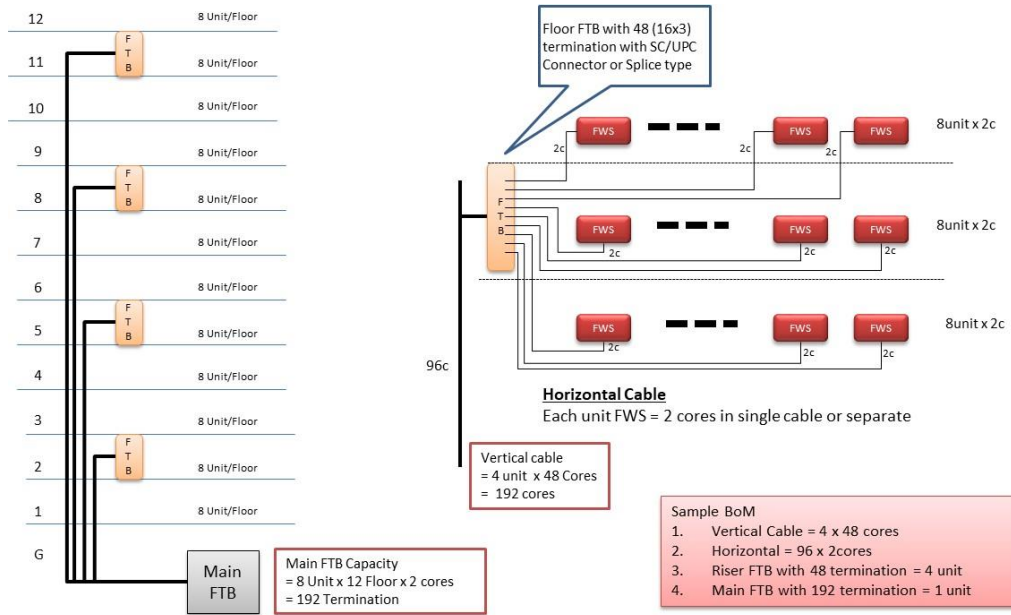 12 8 Unit/Floor
F
T
B
11 8 Unit/Floor
10 8 Unit/Floor
9 8 Unit/Floor
F
T
B
8 8 Unit/Floor
7 8 Unit/Floor
6 8 Unit/Floor
F
T
B
5 8 Unit/Floor
4 8 Unit/Floor
3 8 Unit/Floor
F
T
B
2 8 Unit/Floor
1 8 Unit/Floor
G
Main
FTB
Main FTB Capacity
= 8 Unit x 12 Floor x 2 cores
= 192 Termination
Floor FTB with 48 (16x3)
termination with SC/UPC
Connector or Splice type
FWS FWS FWS 8unit x 2c
2c 2c 2c
F
T
B
FWS FWS FWS 8unit x 2c
2c 2c 2c
FWS FWS FWS 8unit x 2c
2c 2c 2c
96c
Horizontal Cable
Each unit FWS = 2 cores in single cable or separate
Vertical cable
= 4 unit x 48 Cores
= 192 cores
Sample BoM
1. Vertical Cable = 4 x 48 cores
2. Horizontal = 96 x 2cores
3. Riser FTB with 48 termination = 4 unit
4. Main FTB with 192 termination = 1 unit